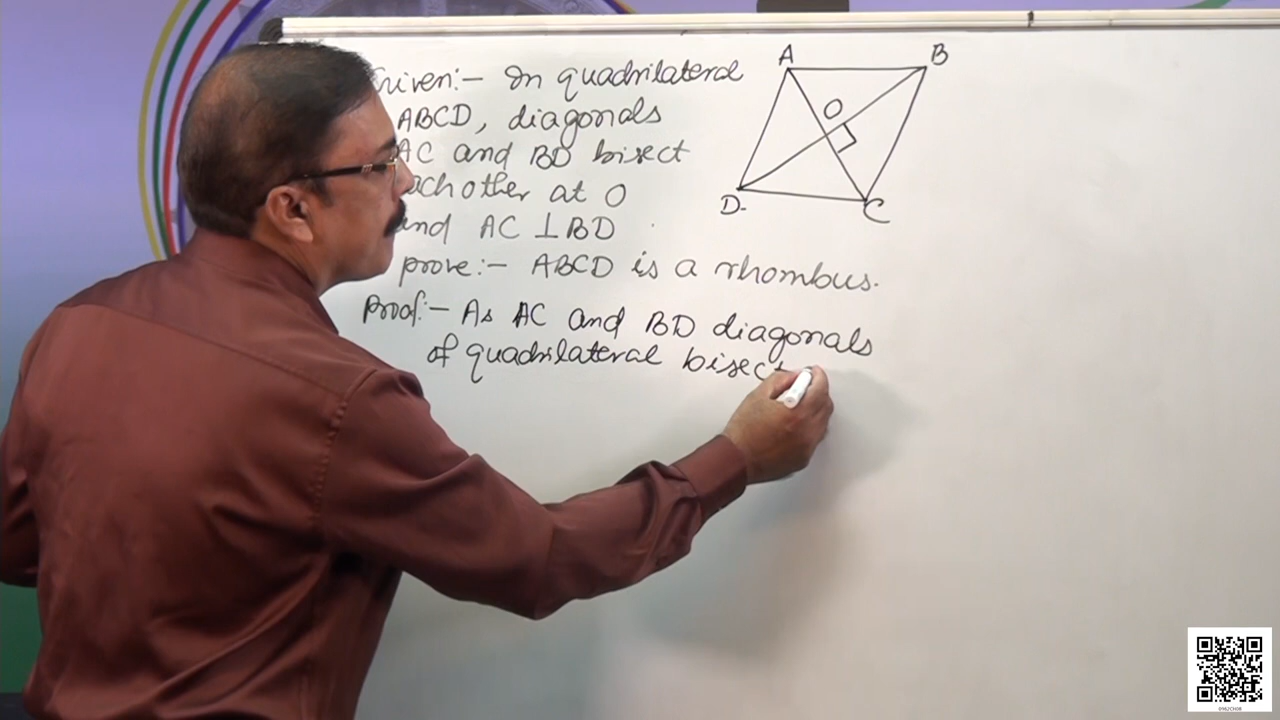 Given:- In quadrilateral
ABCD, diagonals
AC and BD bisect
each other at O
and AC ⊥ BD
prove:- ABCD is a rhombus.
Proof:- As AC and BD diagonals
of quadrilateral bisect
A
B
O
D.
C
0962CH08